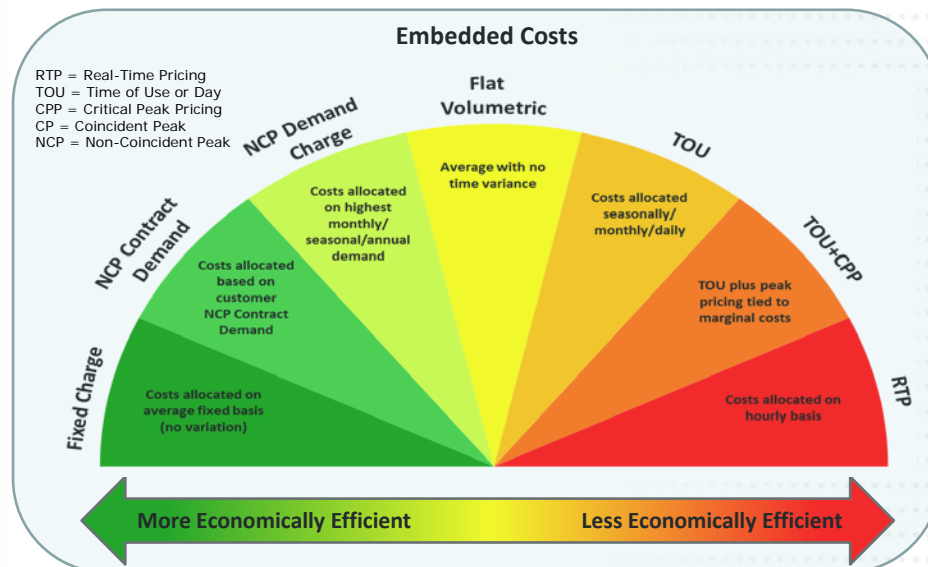 Embedded Costs
RTP = Real-Time Pricing
TOU = Time of Use or Day
CPP = Critical Peak Pricing
CP = Coincident Peak
NCP = Non-Coincident Peak
Fixed Charge
NCP Contract
Demand
NCP Demand
Charge
Flat
Volumetric
TOU
TOU+CPP
RTP
Costs allocated on
average fixed basis
(no variation)
Costs allocated
based on
customer
NCP Contract
Demand
Costs allocated
on highest
monthly/
seasonal/annual
demand
Average with no
time variance
Costs allocated
seasonally/
monthly/daily
TOU plus peak
pricing tied to
marginal costs
Costs allocated on
hourly basis
More Economically Efficient
Less Economically Efficient